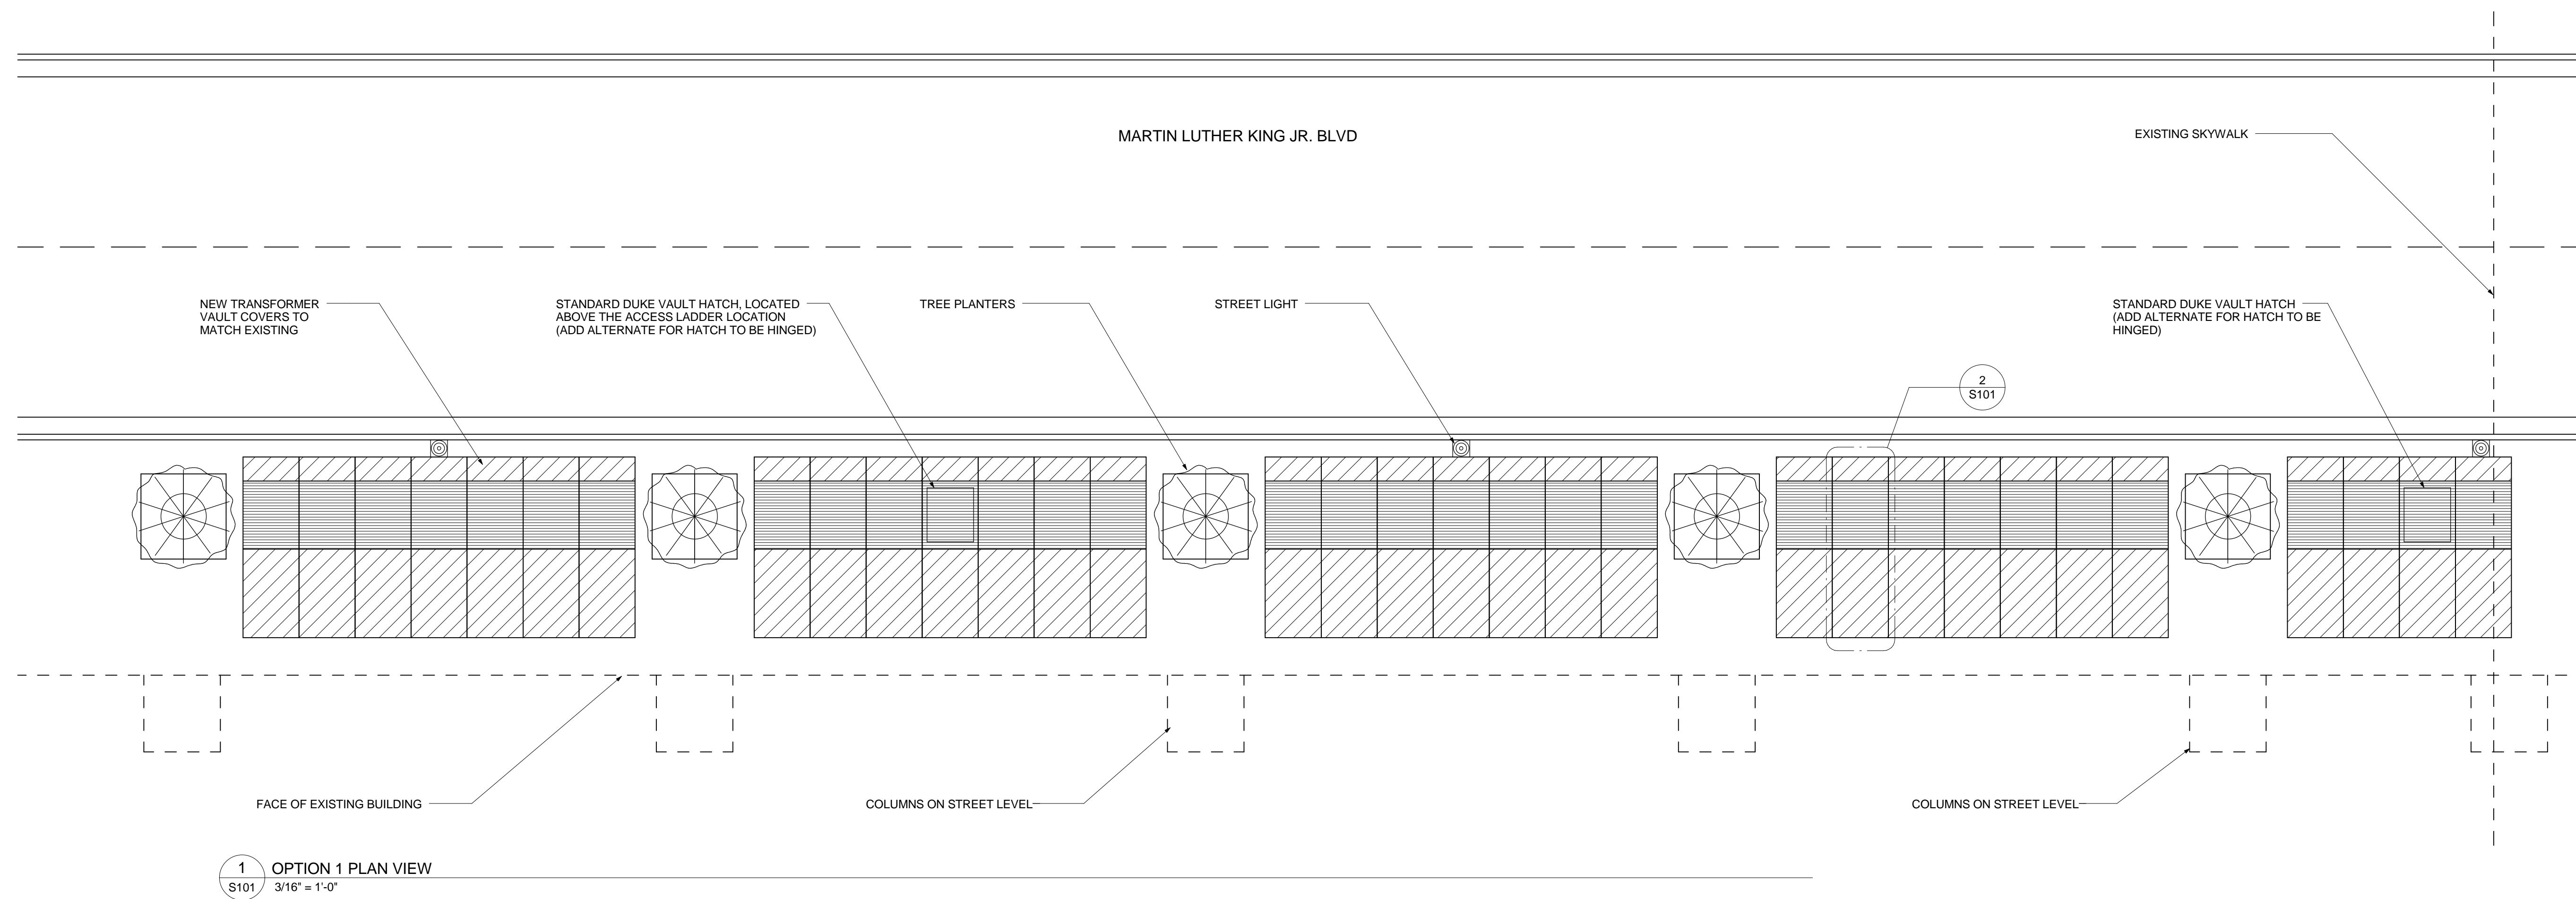 MARTIN LUTHER KING JR. BLVD
EXISTING SKYWALK
NEW TRANSFORMER
VAULT COVERS TO
MATCH EXISTING
STANDARD DUKE VAULT HATCH, LOCATED
ABOVE THE ACCESS LADDER LOCATION
(ADD ALTERNATE FOR HATCH TO BE HINGED)
TREE PLANTERS
STREET LIGHT
STANDARD DUKE VAULT HATCH
(ADD ALTERNATE FOR HATCH TO BE
HINGED)
2
S101
FACE OF EXISTING BUILDING
COLUMNS ON STREET LEVEL
COLUMNS ON STREET LEVEL
1
S101
OPTION 1 PLAN VIEW
3/16" = 1'-0"